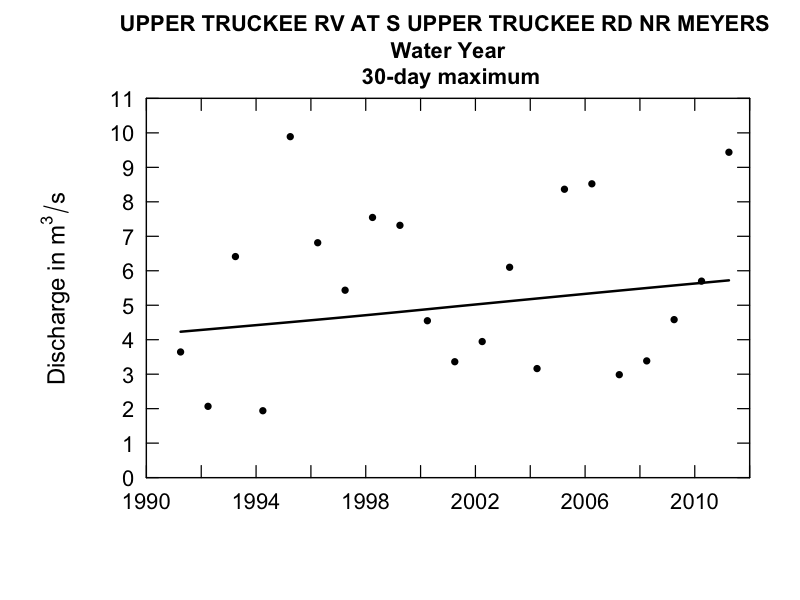 UPPER TRUCKEE RV AT S UPPER TRUCKEE RD NR MEYERS
Water Year
30-day maximum
11
10
9
8
7
6
5
4
3
2
1
0
Discharge in m³/s
1990 1994 1998 2002 2006 2010